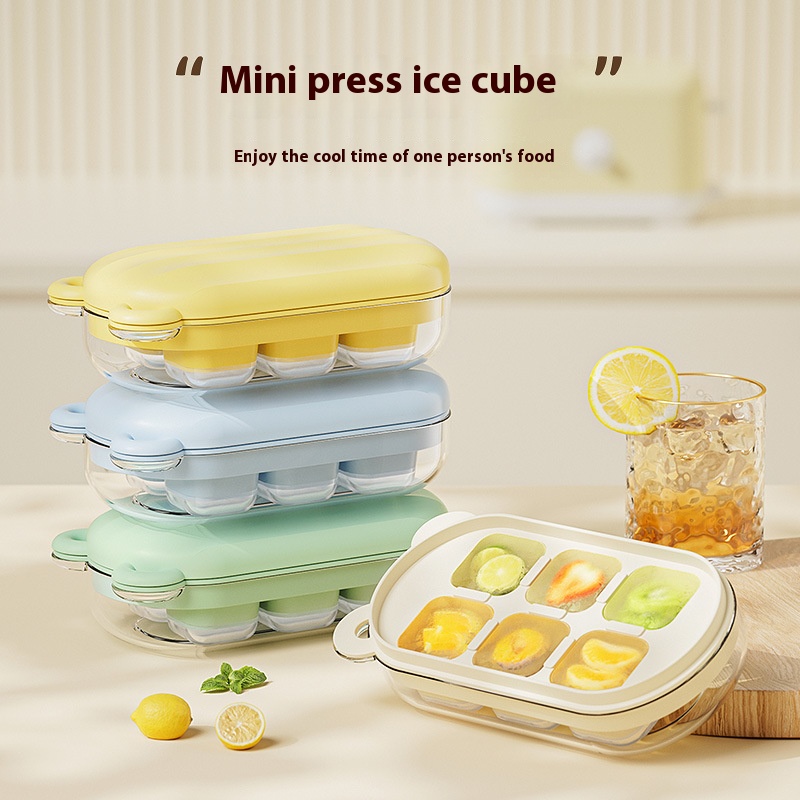 “ Mini press ice cube ”
Enjoy the cool time of one person's food